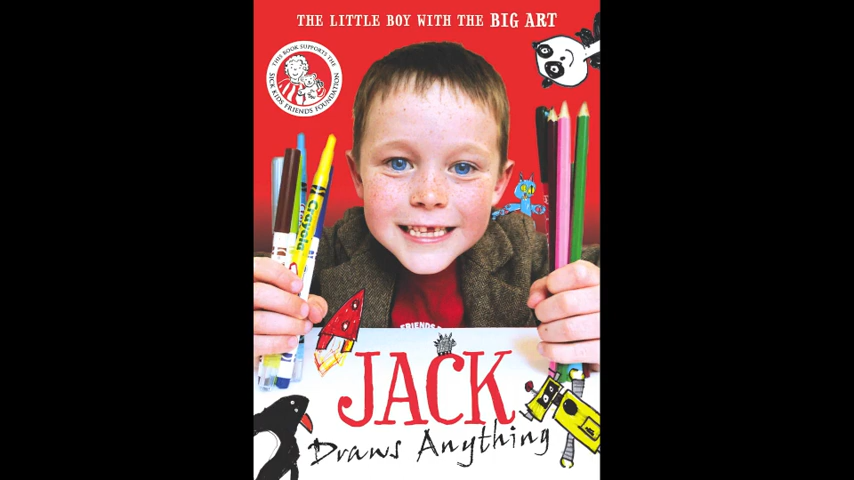 THE LITTLE BOY WITH THE BIG ART
THIS BOOK SUPPORTS THE
SICK KIDS FRIENDS FOUNDATION
Crayola
FRIENDS
JACK
Draws Anything